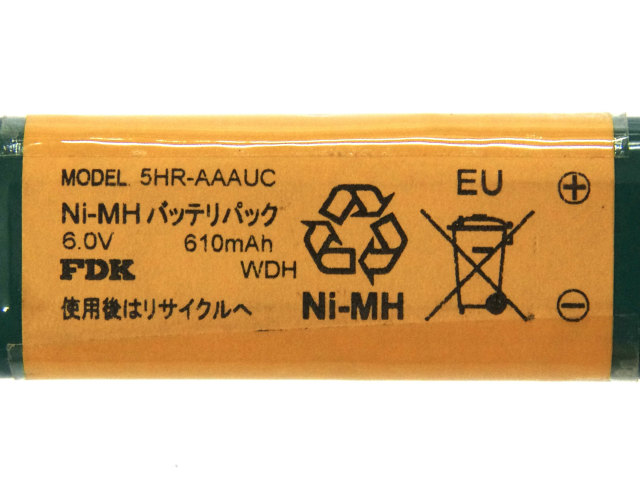 MODEL 5HR-AAAUC
Ni-MH バッテリパック
6.0V 610mAh
FDK WDH
使用後はリサイクルへ
Ni-MH
EU
+
−